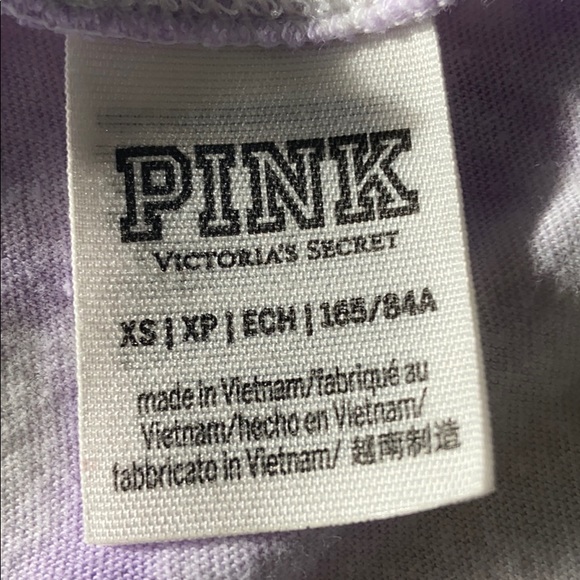 PINK
VICTORIA'S SECRET
XS | XP | ECH | 165/84A
made in Vietnam/fabriqué au
Vietnam/hecho en Vietnam/
fabbricato in Vietnam/ 越南制造